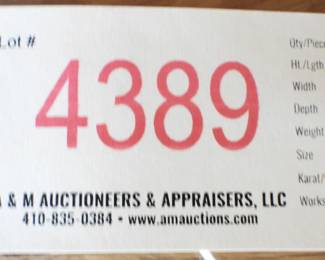 Lot #
4389
& M AUCTIONEERS & APPRAISERS, LLC
410-835-0384 • www.amauctions.com
Qty/Piec
Ht./Lgth
Width
Depth
Weight
Size
Karat/
Works